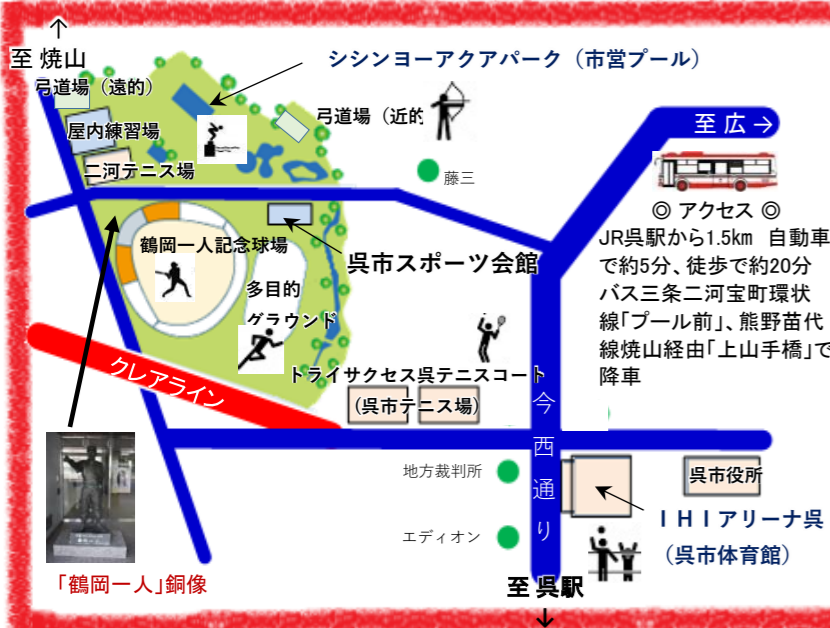 ↑
至 焼山
シシンヨーアクアパーク（市営プール）
弓道場（遠的）
弓道場（近的
屋内練習場
二河テニス場
至 広 →
藤三
◎ アクセス ◎
JR呉駅から1.5km 自動車
で約5分、徒歩で約20分
バス三条二河宝町環状
線「プール前」、熊野苗代
線焼山経由「上山手橋」で
降車
鶴岡一人記念球場
呉市スポーツ会館
多目的
グラウンド
クレアライン
トライサクセス呉テニスコート
(呉市テニス場)
今西通り
地方裁判所
呉市役所
エディオン
ＩＨＩアリーナ呉
（呉市体育館）
「鶴岡一人」銅像
至 呉駅
↓